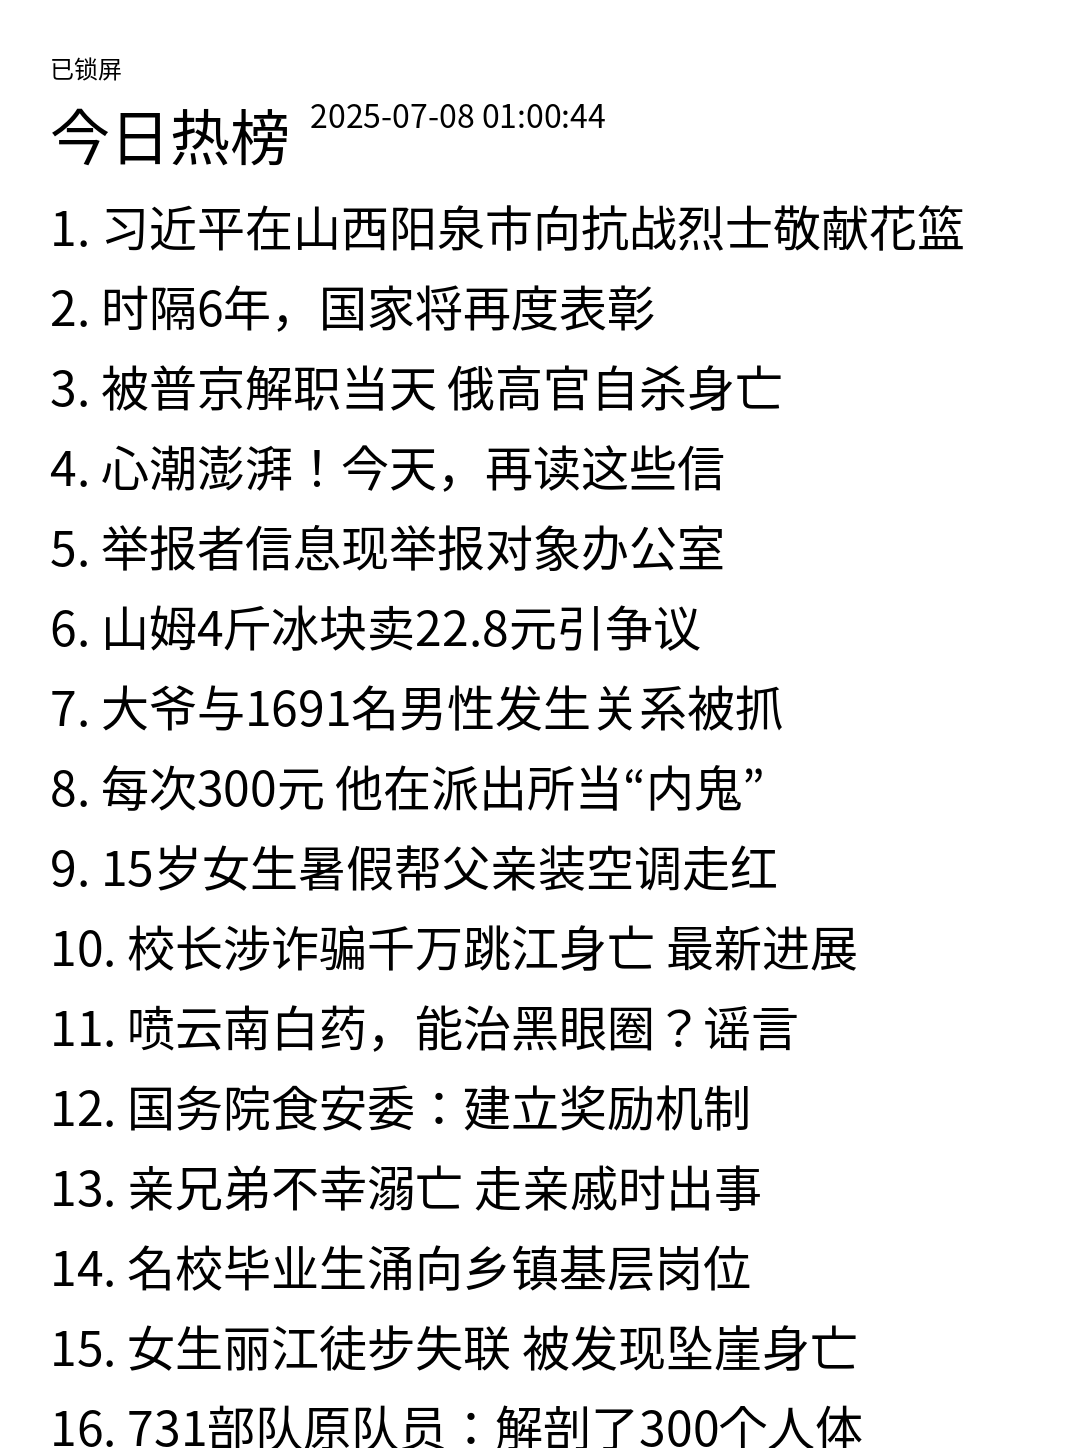 已锁屏
今日热榜 2025-07-08 01:00:44
1. 习近平在山西阳泉市向抗战烈士敬献花篮
2. 时隔6年，国家将再度表彰
3. 被普京解职当天 俄高官自杀身亡
4. 心潮澎湃！今天，再读这些信
5. 举报者信息现举报对象办公室
6. 山姆4斤冰块卖22.8元引争议
7. 大爷与1691名男性发生关系被抓
8. 每次300元 他在派出所当“内鬼”
9. 15岁女生暑假帮父亲装空调走红
10. 校长涉诈骗千万跳江身亡 最新进展
11. 喷云南白药，能治黑眼圈？谣言
12. 国务院食安委：建立奖励机制
13. 亲兄弟不幸溺亡 走亲戚时出事
14. 名校毕业生涌向乡镇基层岗位
15. 女生丽江徒步失联 被发现坠崖身亡
16. 731部队原队员：解剖了300个人体